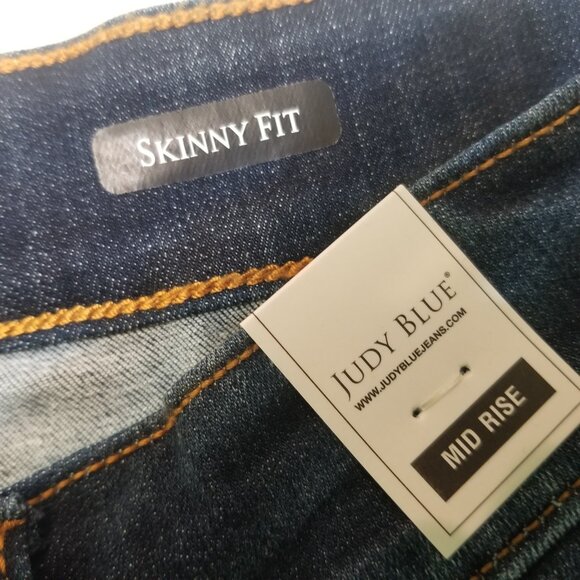 SKINNY FIT
JUDY BLUE®
WWW.JUDYBLUEJEANS.COM
MID RISE